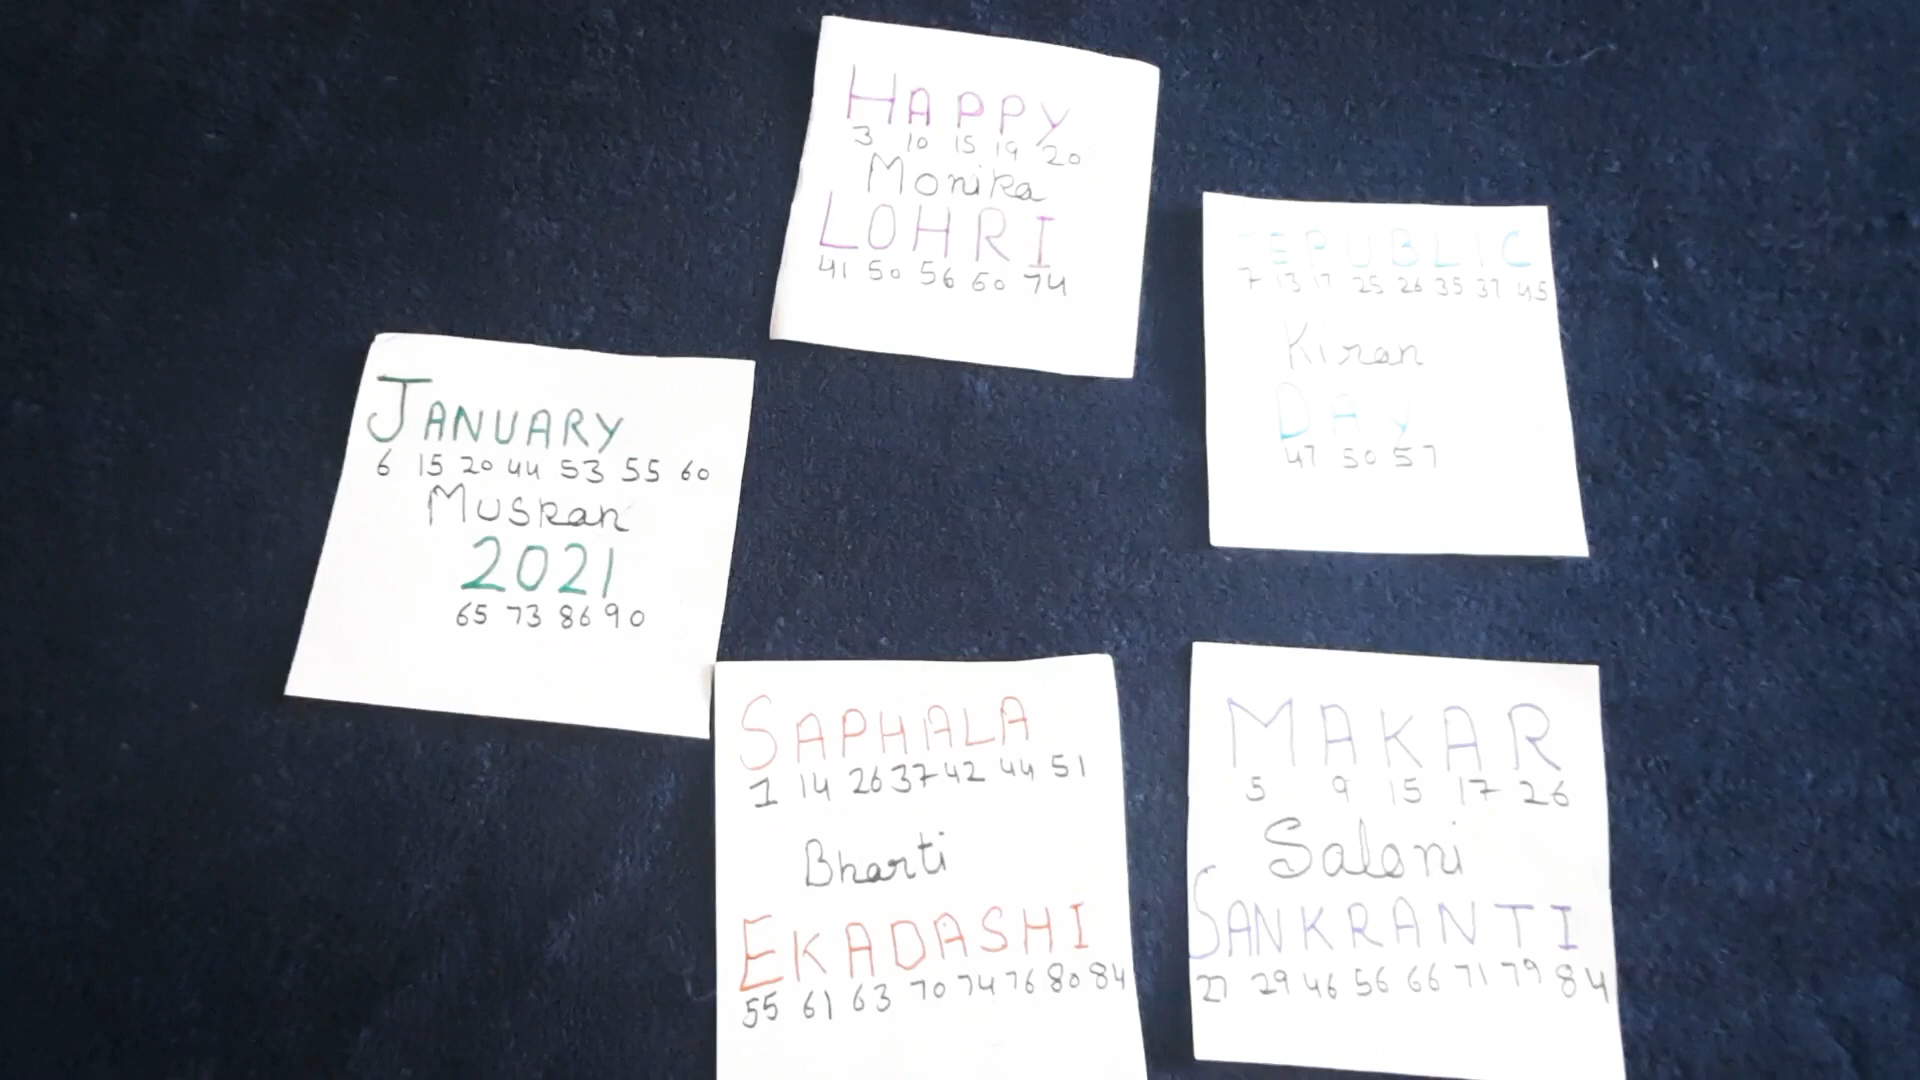 HAPPY
3 10 15 19 20
Monika
LOHRI
41 50 56 60 74
EPUBLIC
7 13 17 25 26 35 37 45
Kiran
DAY
47 50 57
JANUARY
6 15 20 44 53 55 60
Muskan
2021
65 73 86 90
SAPHALA
1 14 26 37 42 44 51
Bharti
EKADASHI
55 61 63 70 74 76 80 84
MAKAR
5 9 15 17 26
Saloni
SANKRANTI
27 29 46 56 66 71 79 84